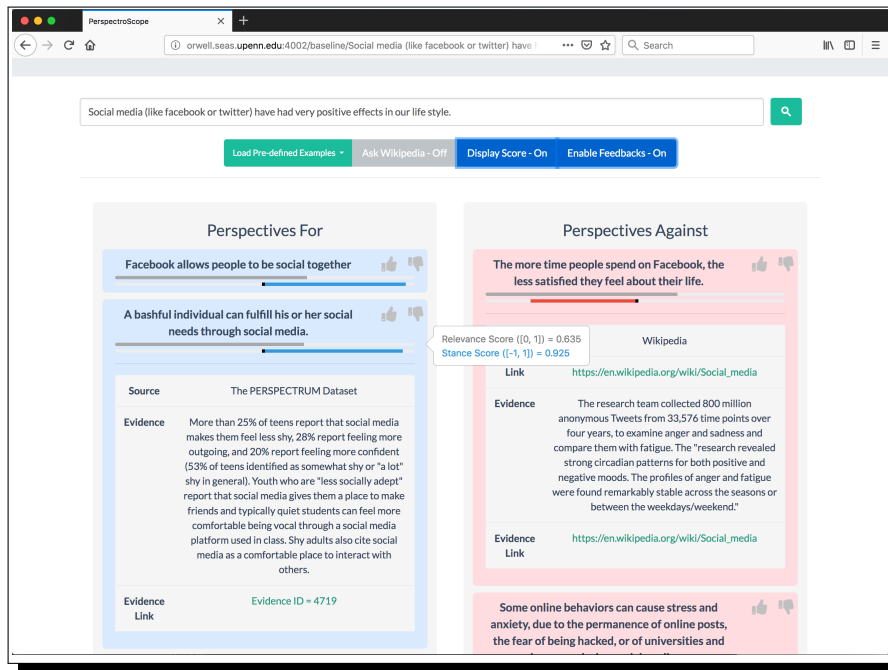 PerspectroScope
orwell.seas.upenn.edu:4002/baseline/Social media (like facebook or twitter) have
Search
Social media (like facebook or twitter) have had very positive effects in our life style.
Load Pre-defined Examples
Ask Wikipedia - Off
Display Score - On
Enable Feedbacks - On
Perspectives For
Facebook allows people to be social together
A bashful individual can fulfill his or her social
needs through social media.
Relevance Score ([0, 1]) = 0.635
Stance Score ([-1, 1]) = 0.925
Source The PERSPECTRUM Dataset
Evidence More than 25% of teens report that social media
makes them feel less shy, 28% report feeling more
outgoing, and 20% report feeling more confident
(53% of teens identified as somewhat shy or "a lot"
shy in general). Youth who are "less socially adept"
report that social media gives them a place to make
friends and typically quiet students can feel more
comfortable being vocal through a social media
platform used in class. Shy adults also cite social
media as a comfortable place to interact with
others.
Evidence Evidence ID = 4719
Link
Perspectives Against
The more time people spend on Facebook, the
less satisfied they feel about their life.
Wikipedia
Link https://en.wikipedia.org/wiki/Social_media
Evidence The research team collected 800 million
anonymous Tweets from 33,576 time points over
four years, to examine anger and sadness and
compare them with fatigue. The "research revealed
strong circadian patterns for both positive and
negative moods. The profiles of anger and fatigue
were found remarkably stable across the seasons or
between the weekdays/weekend."
Evidence https://en.wikipedia.org/wiki/Social_media
Link
Some online behaviors can cause stress and
anxiety, due to the permanence of online posts,
the fear of being hacked, or of universities and